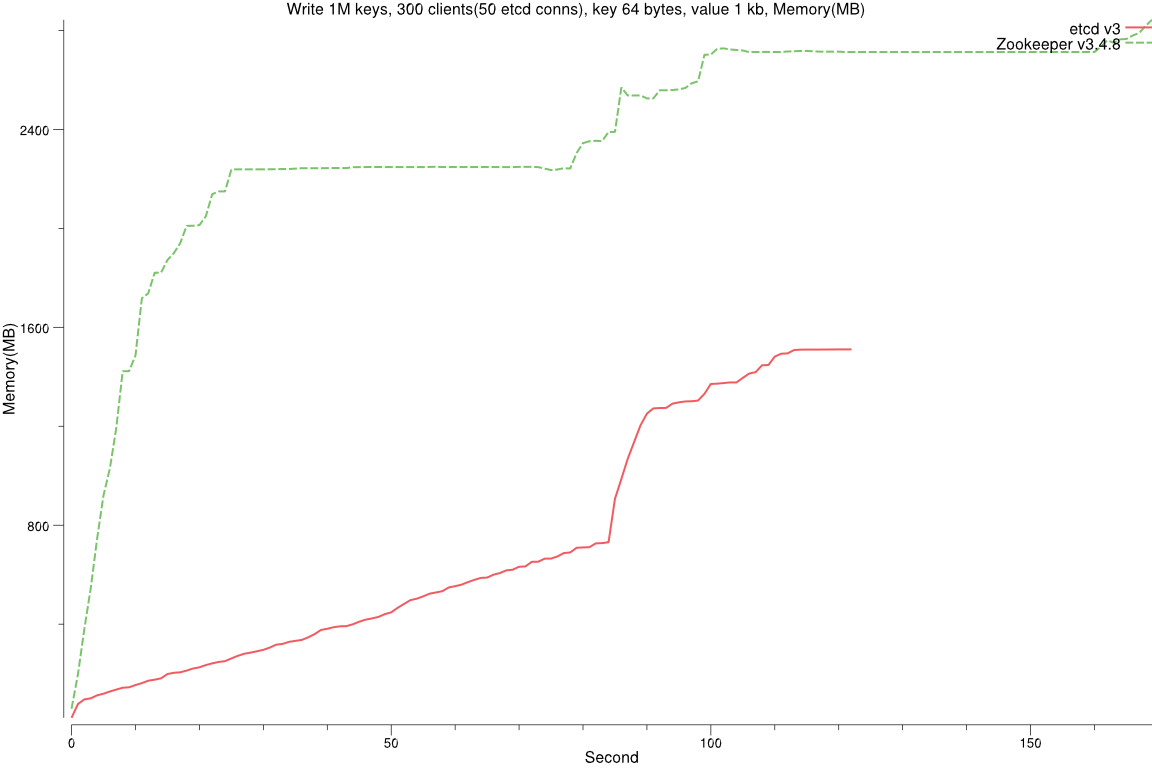 Write 1M keys, 300 clients(50 etcd conns), key 64 bytes, value 1 kb, Memory(MB)
etcd v3
Zookeeper v3.4.8
2400
1600
800
Memory(MB)
0
50
100
150
Second